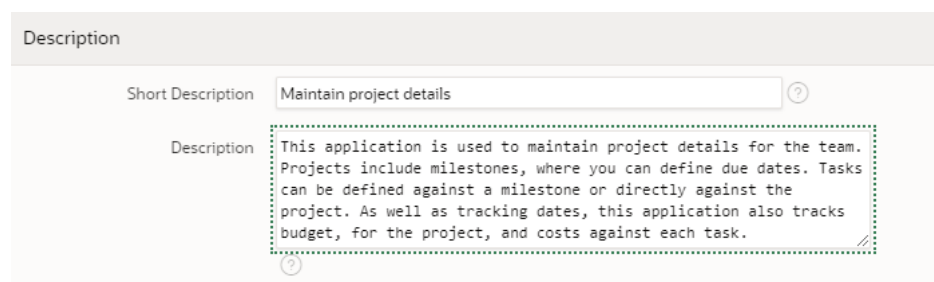 Description
Short Description
Maintain project details
?
Description
This application is used to maintain project details for the team.
Projects include milestones, where you can define due dates. Tasks
can be defined against a milestone or directly against the
project. As well as tracking dates, this application also tracks
budget, for the project, and costs against each task.
?